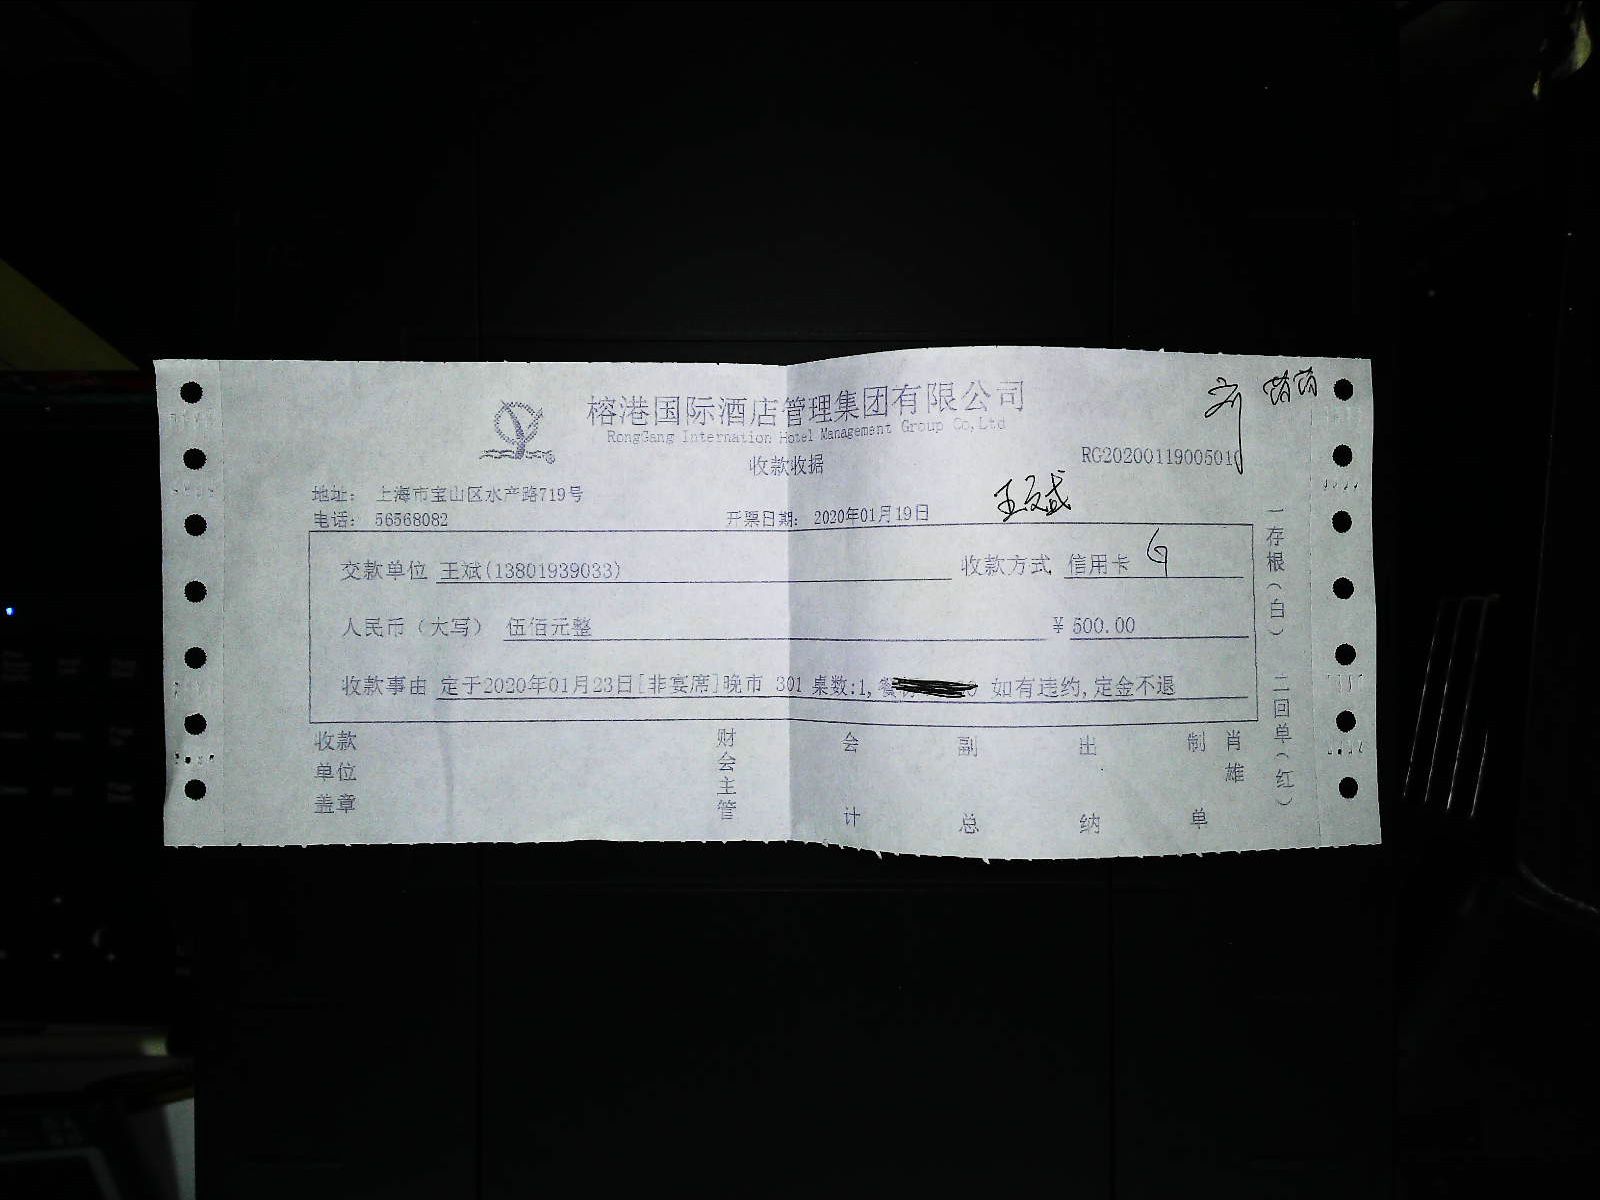 榕港国际酒店管理集团有限公司
RongGang Internation Hotel Management Group Co,Ltd
收款收据
RG20200119005010
地址： 上海市宝山区水产路719号
电话： 56568082
开票日期： 2020年01月19日
王斌
交款单位 王斌(13801939033)
收款方式 信用卡
人民币（大写） 伍佰元整
¥ 500.00
收款事由 定于2020年01月23日[非宴席]晚市 301 桌数:1, 如有违约,定金不退
收款单位盖章
财会主管
会计
副总
出纳
制单
肖雄
一存根（白） 二回单（红）